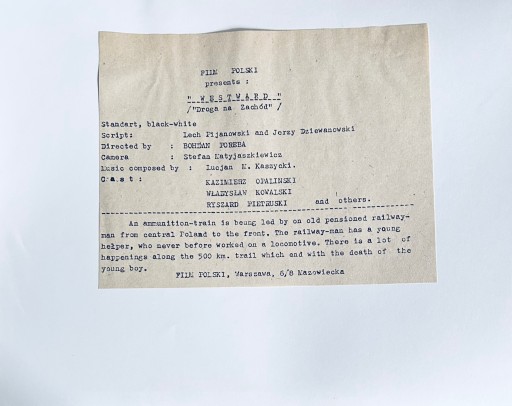 FILM POLSKI
presents :
" W E S T W A R D "
/"Droga na Zachód" /
Standart, black-white
Script: Lech Pijanowski and Jerzy Dziewanowski
Directed by : BOHDAN POREBA
Camera : Stefan Matyjaszkiewicz
Music composed by : Lucjan M. Kaszycki.
C a s t : KAZIMIERZ OPALINSKI
WŁADYSŁAW KOWALSKI
RYSZARD PIETRUSKI and others.
An ammunition-train is beung led by on old pensioned railway-
man from central Poland to the front. The railway-man has a young
helper, who never before worked on a locomotive. There is a lot of
happenings along the 500 km. trail which end with the death of the
young boy.
FILM POLSKI, Warszawa, 6/8 Mazowiecka